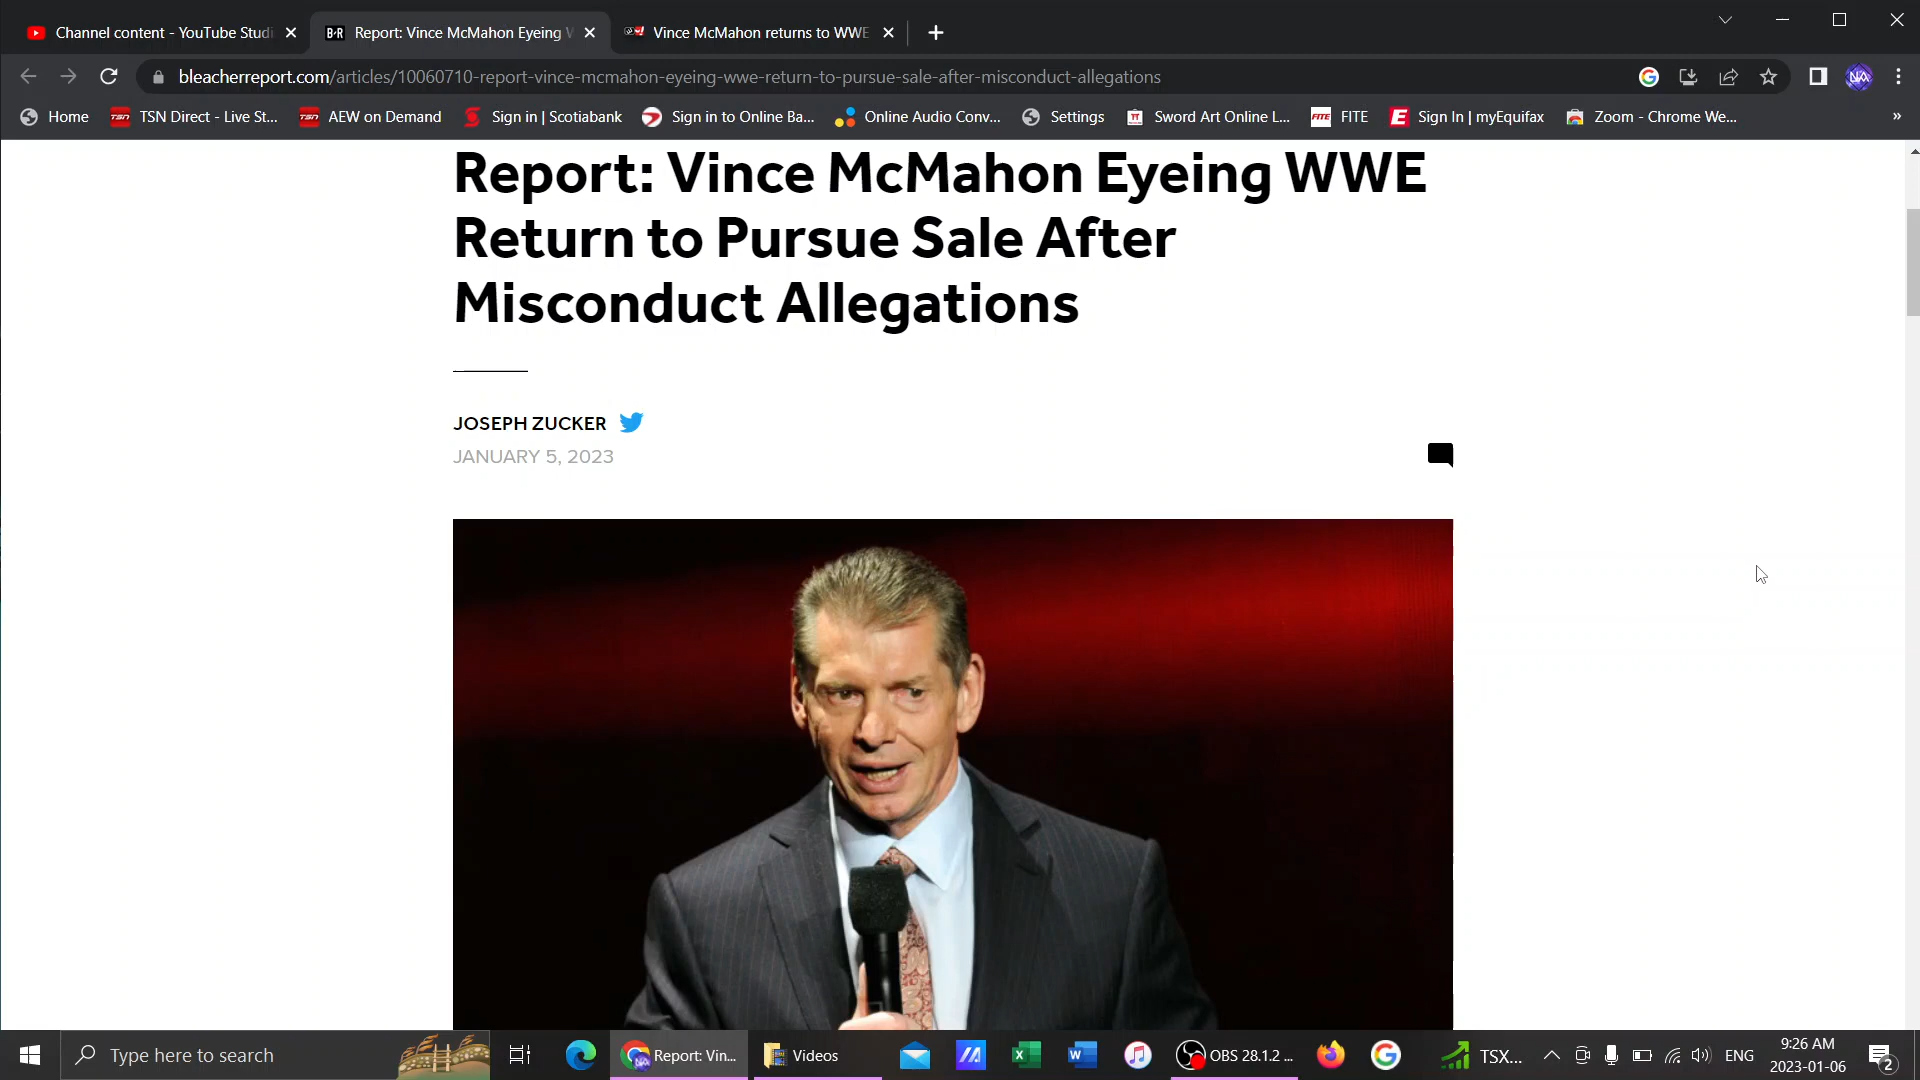 Channel content - YouTube Studi
Report: Vince McMahon Eyeing W
Vince McMahon returns to WWE
bleacherreport.com/articles/10060710-report-vince-mcmahon-eyeing-wwe-return-to-pursue-sale-after-misconduct-allegations
Home
TSN Direct - Live St...
AEW on Demand
Sign in | Scotiabank
Sign in to Online Ba...
Online Audio Conv...
Settings
Sword Art Online L...
FITE
Sign In | myEquifax
Zoom - Chrome We...
Report: Vince McMahon Eyeing WWE
Return to Pursue Sale After
Misconduct Allegations
JOSEPH ZUCKER
JANUARY 5, 2023
Type here to search
Report: Vin...
Videos
OBS 28.1.2 ...
TSX...
ENG
9:26 AM
2023-01-06
2